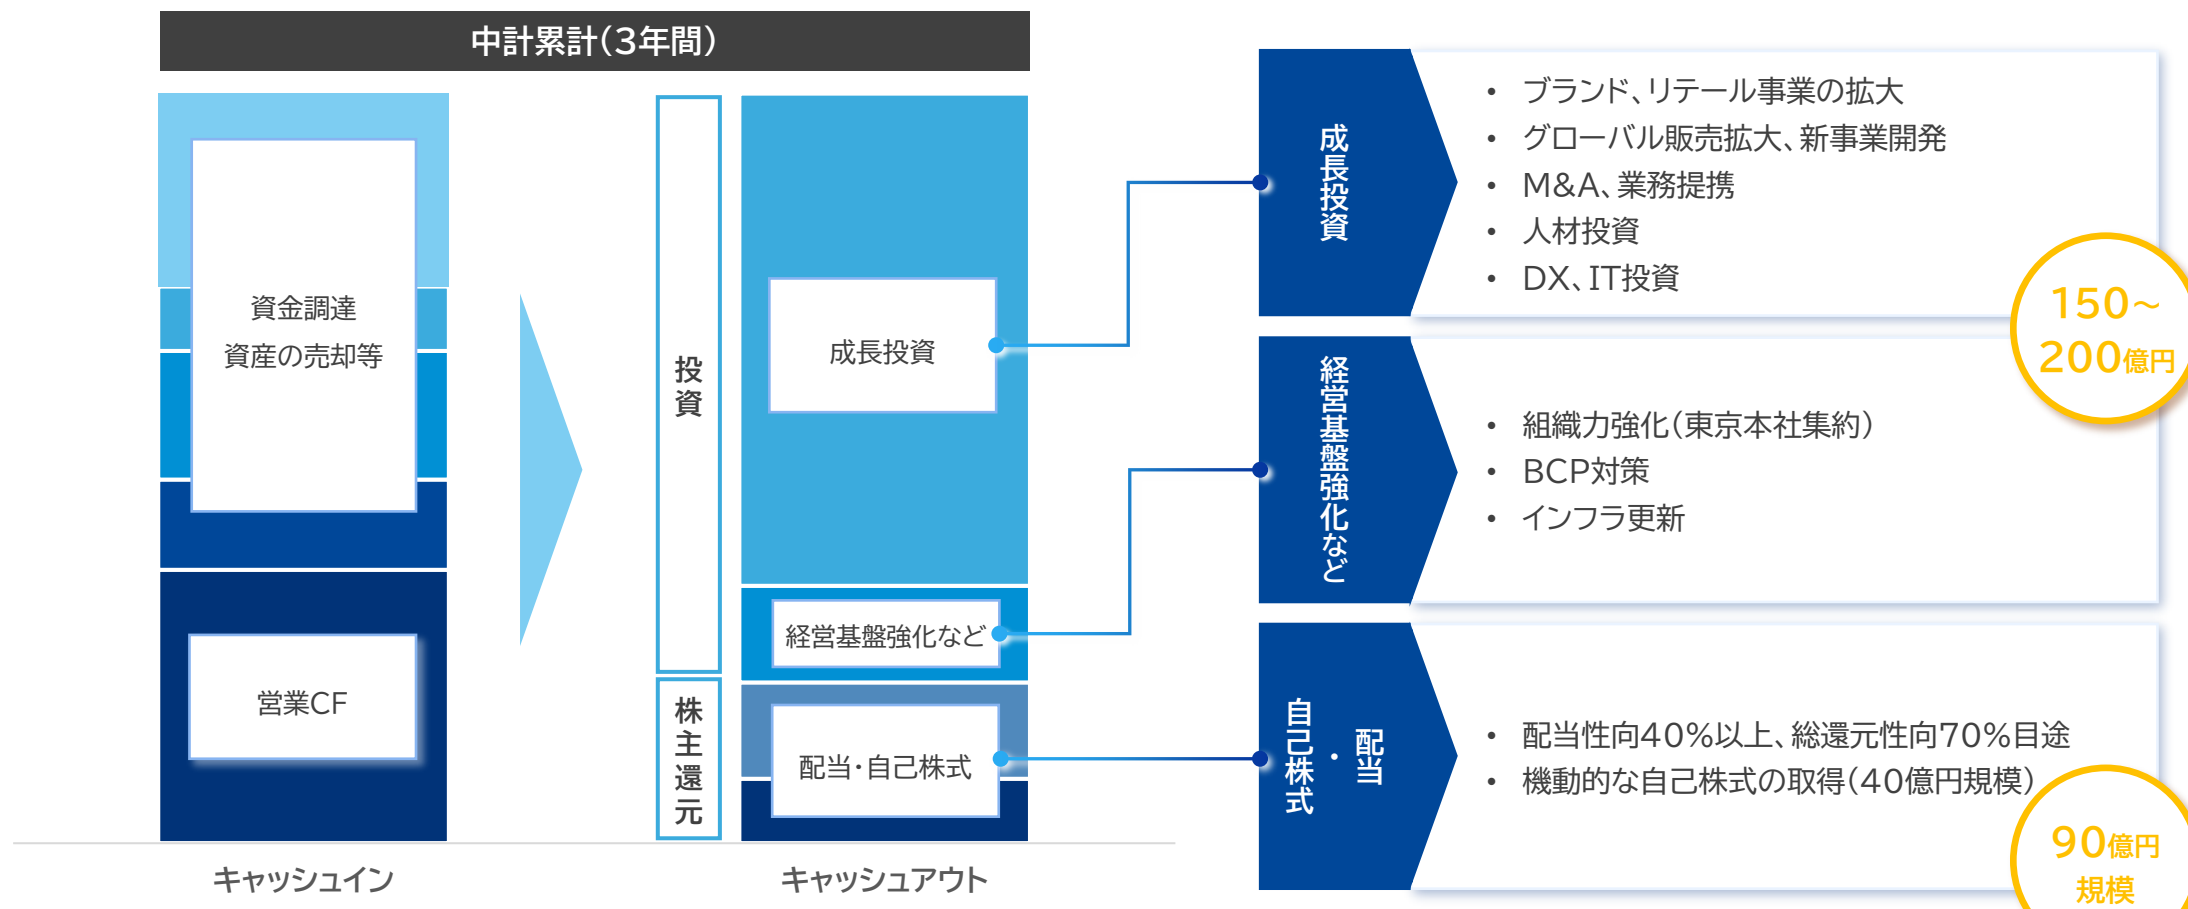 中計累計（3年間）
資金調達
資産の売却等
営業CF
キャッシュイン
投資
株主還元
成長投資
経営基盤強化など
配当・自己株式
キャッシュアウト
成長投資
• ブランド、リテール事業の拡大
• グローバル販売拡大、新事業開発
• M&A、業務提携
• 人材投資
• DX、IT投資
150～
200億円
経営基盤強化など
• 組織力強化（東京本社集約）
• BCP対策
• インフラ更新
配当
・
自己株式
• 配当性向40%以上、総還元性向70%目途
• 機動的な自己株式の取得（40億円規模）
90億円
規模